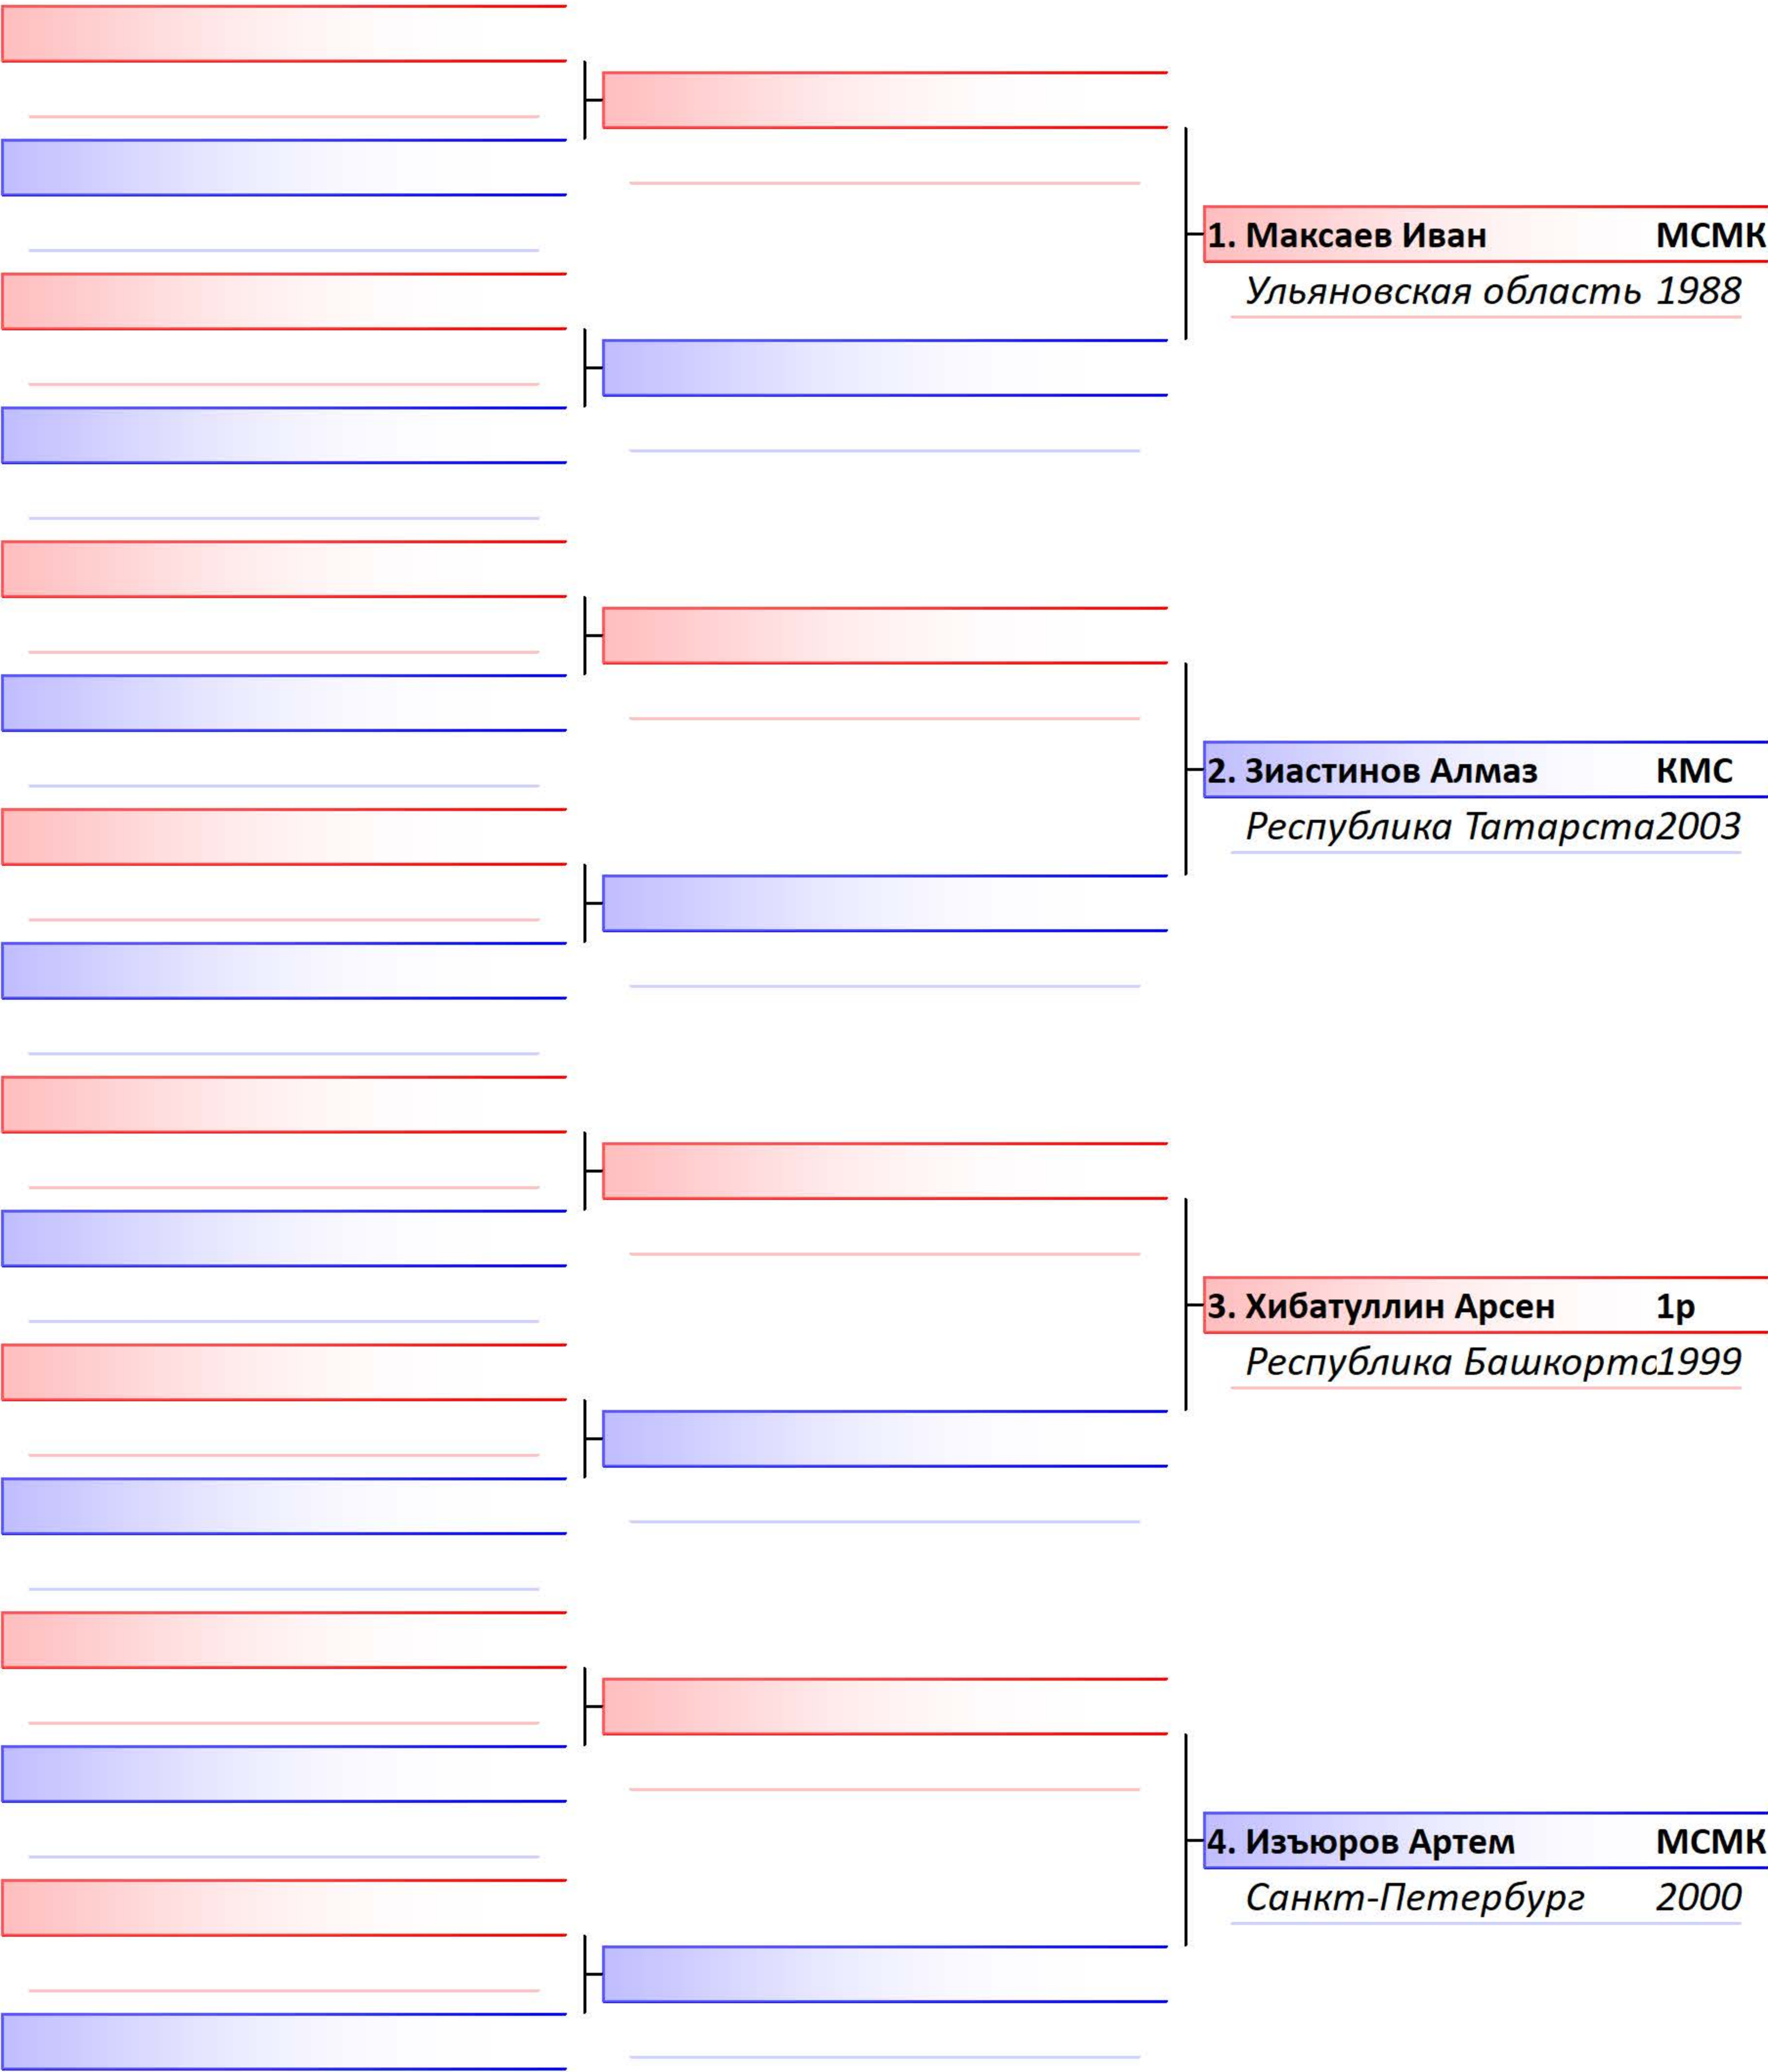 1. Максаев Иван МСМК
Ульяновская область 1988
2. Зиастинов Алмаз КМС
Республика Татарста2003
3. Хибатуллин Арсен 1р
Республика Башкорто1999
4. Изъюров Артем МСМК
Санкт-Петербург 2000